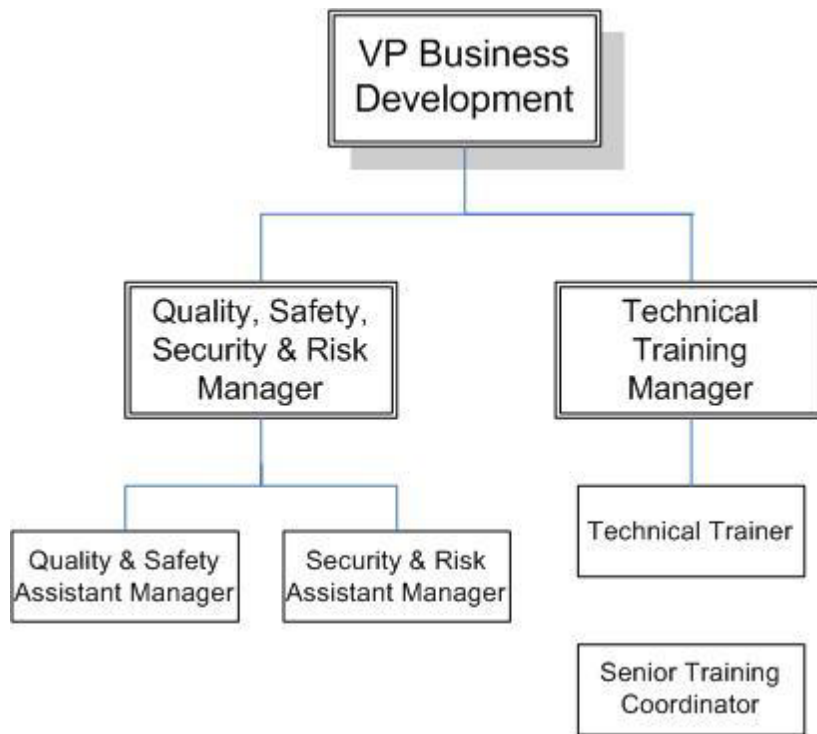 VP Business
Development
Quality, Safety,
Security & Risk
Manager
Technical
Training
Manager
Quality & Safety
Assistant Manager
Security & Risk
Assistant Manager
Technical Trainer
Senior Training
Coordinator